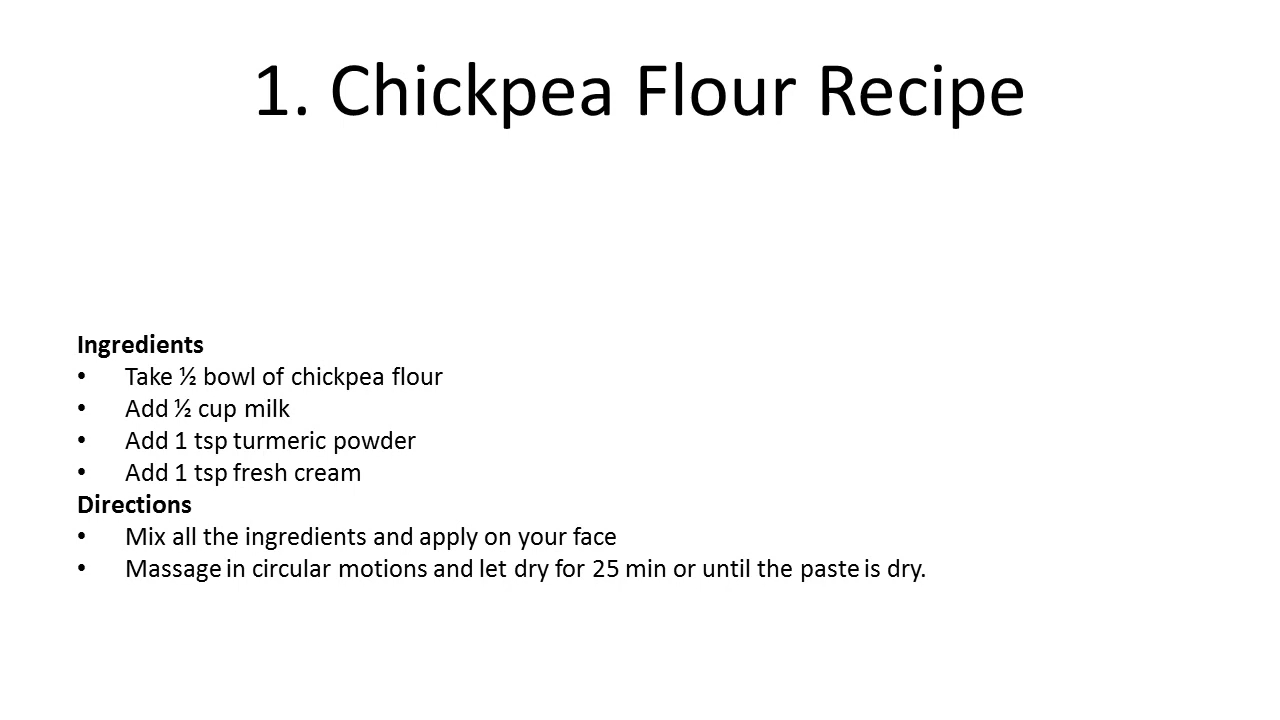 1. Chickpea Flour Recipe
Ingredients
• Take ½ bowl of chickpea flour
• Add ½ cup milk
• Add 1 tsp turmeric powder
• Add 1 tsp fresh cream
Directions
• Mix all the ingredients and apply on your face
• Massage in circular motions and let dry for 25 min or until the paste is dry.